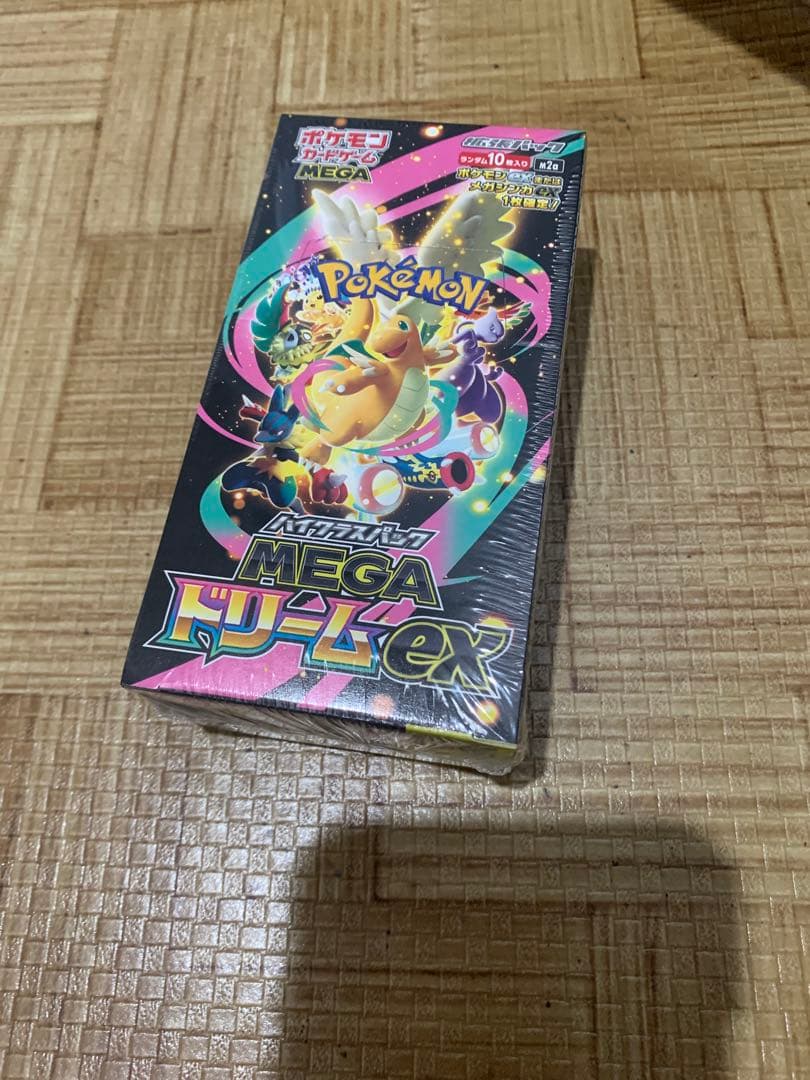 ポケモン
カードゲーム
MEGA
拡張パック
ランダム10枚入り
M2a
ポケモンexまたは
メガシンカex
1枚確定!
POKéMON
ハイクラスパック
MEGA
ドリームex